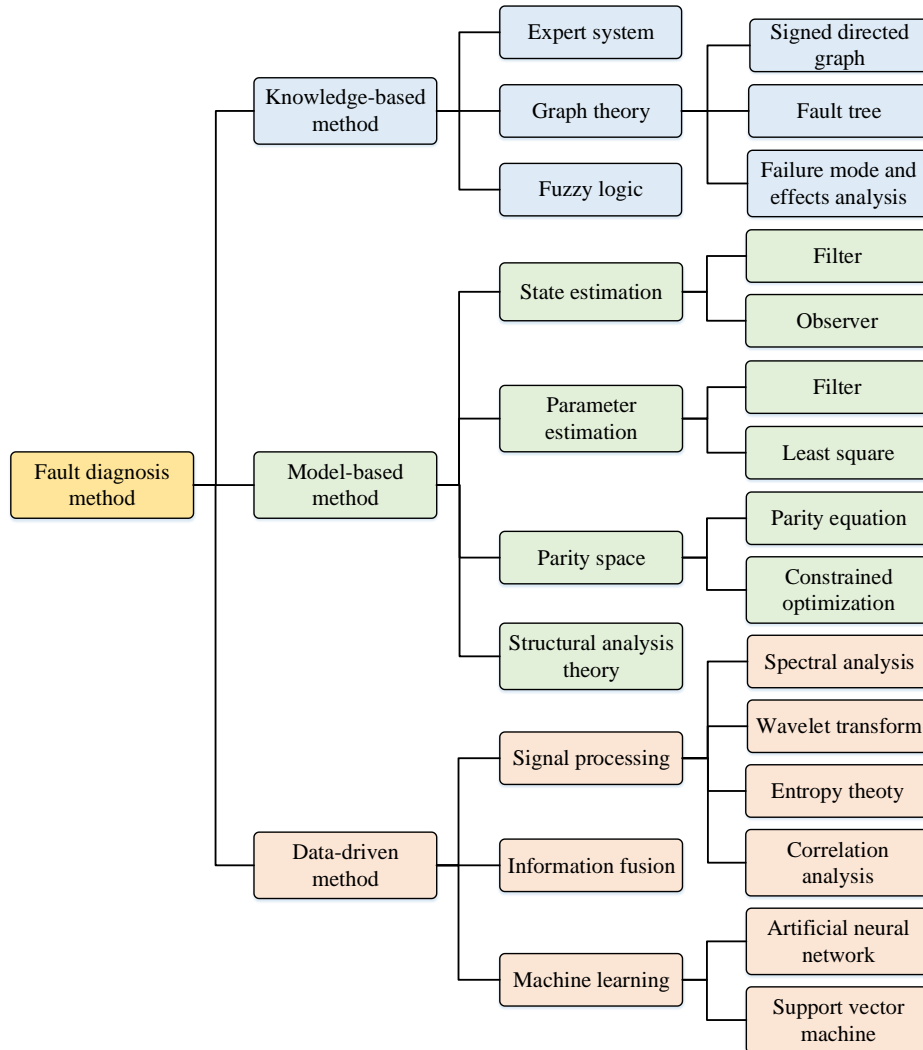 Fault diagnosis
method
Knowledge-based
method
Expert system
Graph theory
Signed directed
graph
Fault tree
Failure mode and
effects analysis
Fuzzy logic
Model-based
method
State estimation
Filter
Observer
Parameter
estimation
Filter
Least square
Parity space
Parity equation
Constrained
optimization
Structural analysis
theory
Data-driven
method
Signal processing
Spectral analysis
Wavelet transform
Entropy theoty
Correlation
analysis
Information fusion
Machine learning
Artificial neural
network
Support vector
machine